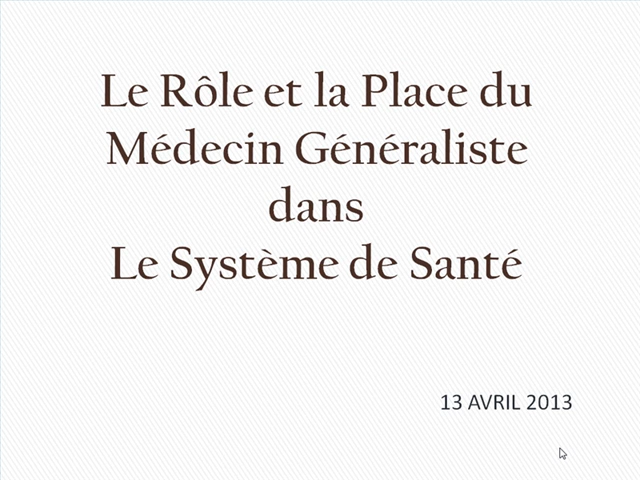 Le Rôle et la Place du
Médecin Généraliste
dans
Le Système de Santé
13 AVRIL 2013